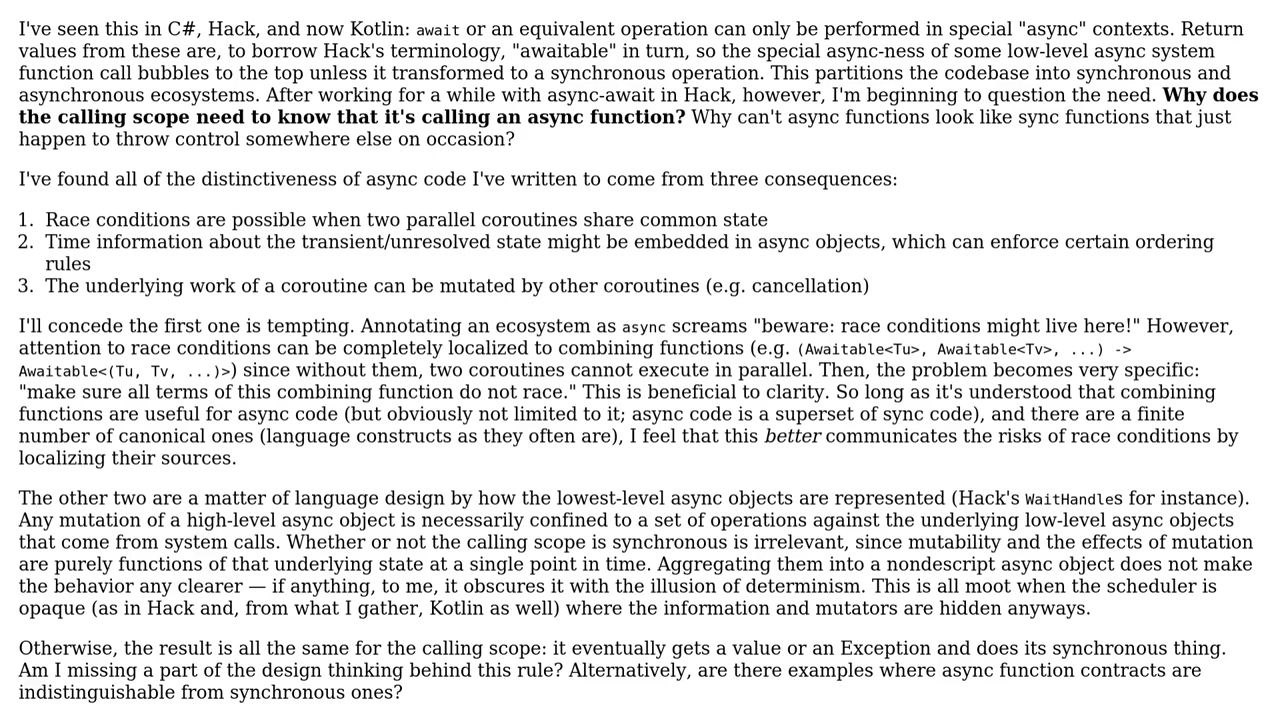 I've seen this in C#, Hack, and now Kotlin: await or an equivalent operation can only be performed in special "async" contexts. Return
values from these are, to borrow Hack's terminology, "awaitable" in turn, so the special async-ness of some low-level async system
function call bubbles to the top unless it transformed to a synchronous operation. This partitions the codebase into synchronous and
asynchronous ecosystems. After working for a while with async-await in Hack, however, I'm beginning to question the need. Why does
the calling scope need to know that it's calling an async function? Why can't async functions look like sync functions that just
happen to throw control somewhere else on occasion?
I've found all of the distinctiveness of async code I've written to come from three consequences:
1. Race conditions are possible when two parallel coroutines share common state
2. Time information about the transient/unresolved state might be embedded in async objects, which can enforce certain ordering
rules
3. The underlying work of a coroutine can be mutated by other coroutines (e.g. cancellation)
I'll concede the first one is tempting. Annotating an ecosystem as async screams "beware: race conditions might live here!" However,
attention to race conditions can be completely localized to combining functions (e.g. (Awaitable<Tu>, Awaitable<Tv>, ...) ->
Awaitable<(Tu, Tv, ...)>) since without them, two coroutines cannot execute in parallel. Then, the problem becomes very specific:
"make sure all terms of this combining function do not race." This is beneficial to clarity. So long as it's understood that combining
functions are useful for async code (but obviously not limited to it; async code is a superset of sync code), and there are a finite
number of canonical ones (language constructs as they often are), I feel that this better communicates the risks of race conditions by
localizing their sources.
The other two are a matter of language design by how the lowest-level async objects are represented (Hack's WaitHandles for instance).
Any mutation of a high-level async object is necessarily confined to a set of operations against the underlying low-level async objects
that come from system calls. Whether or not the calling scope is synchronous is irrelevant, since mutability and the effects of mutation
are purely functions of that underlying state at a single point in time. Aggregating them into a nondescript async object does not make
the behavior any clearer — if anything, to me, it obscures it with the illusion of determinism. This is all moot when the scheduler is
opaque (as in Hack and, from what I gather, Kotlin as well) where the information and mutators are hidden anyways.
Otherwise, the result is all the same for the calling scope: it eventually gets a value or an Exception and does its synchronous thing.
Am I missing a part of the design thinking behind this rule? Alternatively, are there examples where async function contracts are
indistinguishable from synchronous ones?